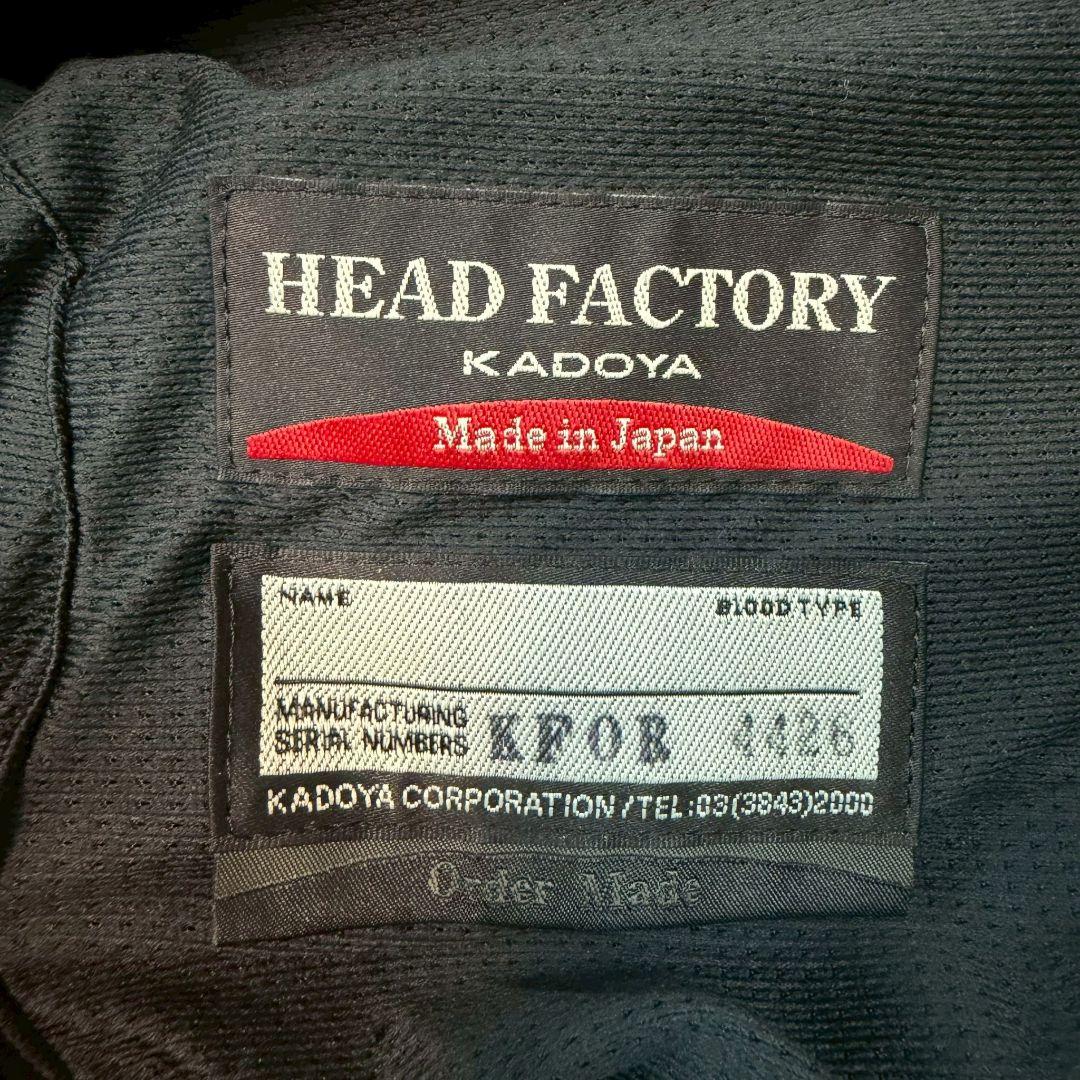 HEAD FACTORY
KADOYA
Made in Japan
NAME BLOOD TYPE
MANUFACTURING
SERIAL NUMBERS KFOR 4426
KADOYA CORPORATION/TEL:03(3843)2000
Order Made